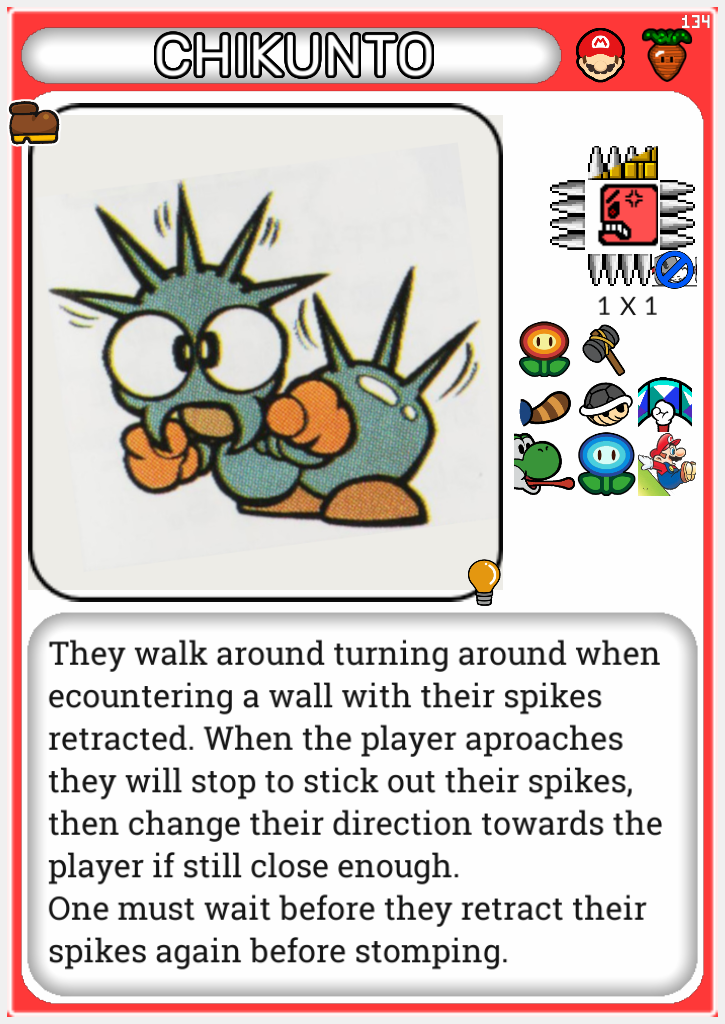 134
CHIKUNTO
M
1 X 1
They walk around turning around when
ecountering a wall with their spikes
retracted. When the player aproaches
they will stop to stick out their spikes,
then change their direction towards the
player if still close enough.
One must wait before they retract their
spikes again before stomping.